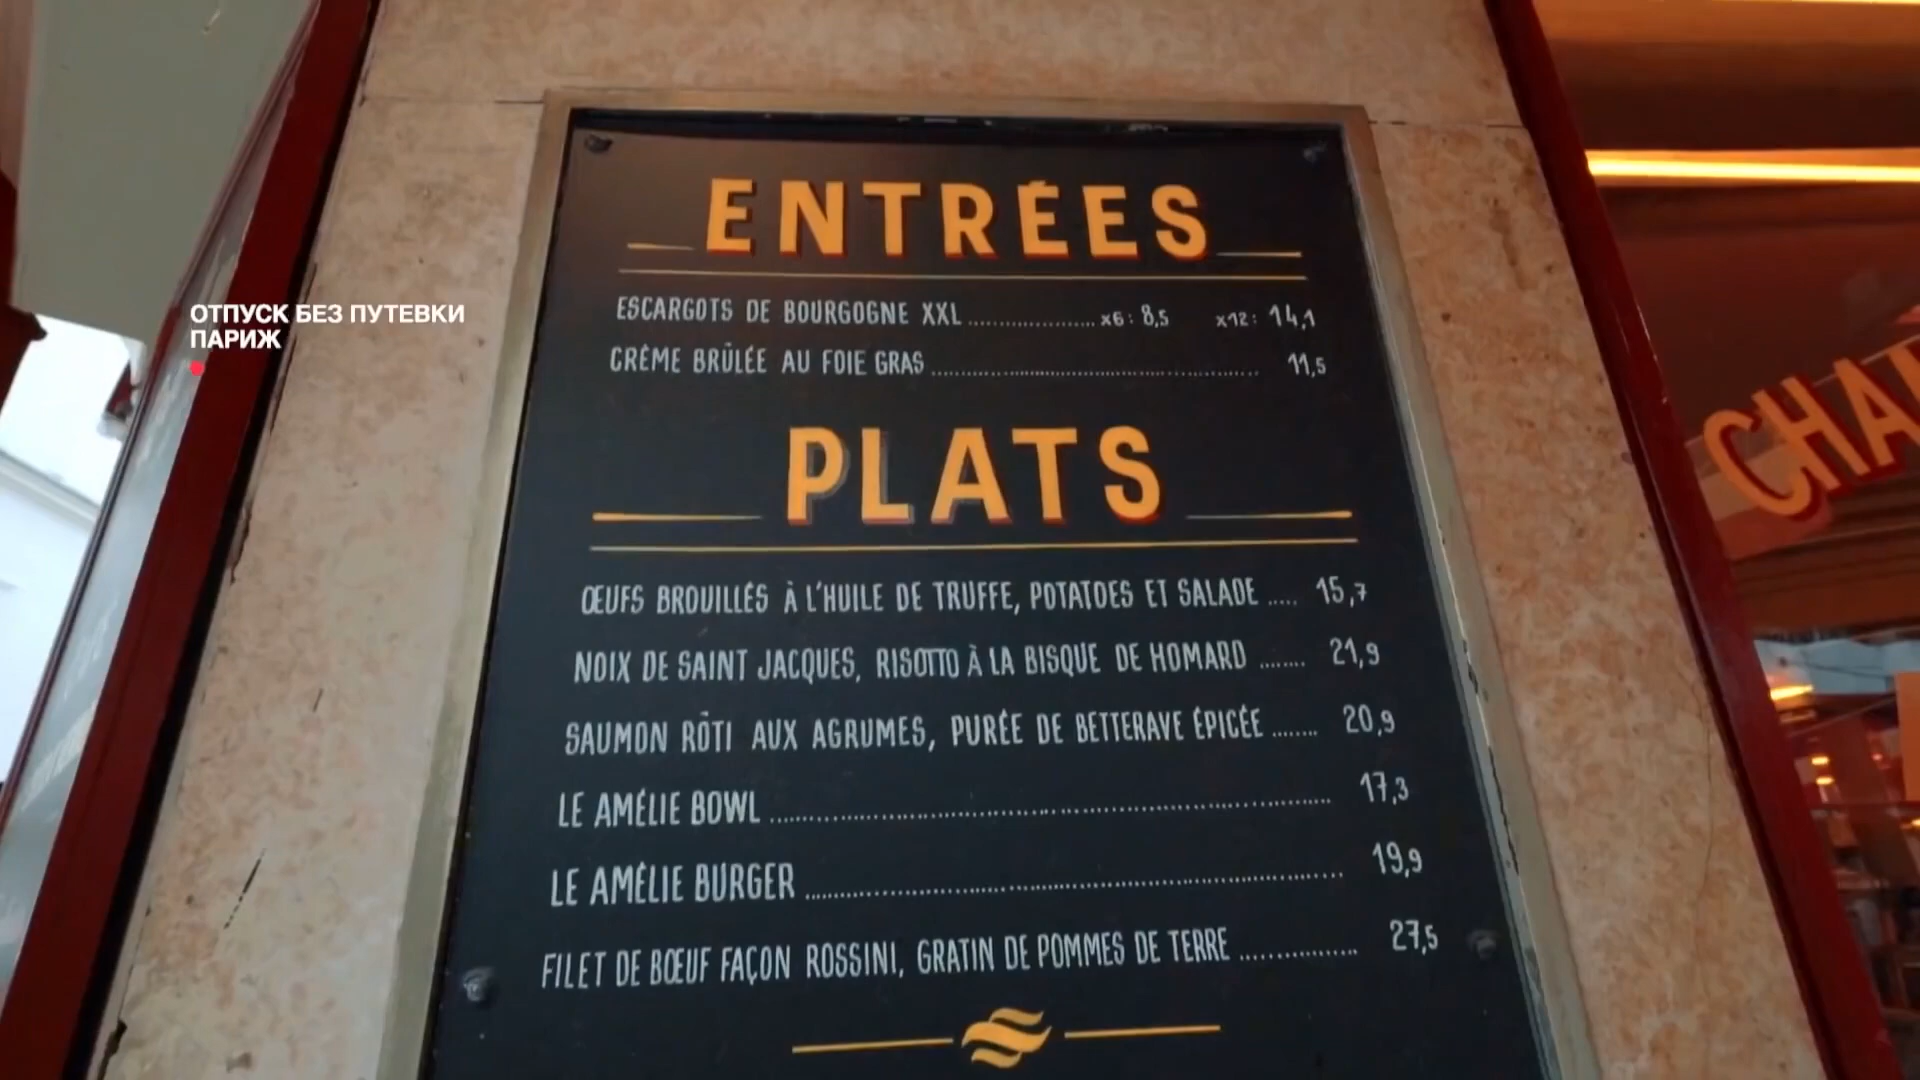 ENTRÉES
ESCARGOTS DE BOURGOGNE XXL ..................... x6 : 8,5 x12 : 14,1
CRÈME BRÛLÉE AU FOIE GRAS ..................... 11,5
ОТПУСК БЕЗ ПУТЕВКИ
ПАРИЖ
PLATS
ŒUFS BROUILLÉS À L'HUILE DE TRUFFE, POTATOES ET SALADE ..... 15,7
NOIX DE SAINT JACQUES, RISOTTO À LA BISQUE DE HOMARD ....... 21,9
SAUMON RÔTI AUX AGRUMES, PURÉE DE BETTERAVE ÉPICÉE ........ 20,9
LE AMÉLIE BOWL ..................... 17,3
LE AMÉLIE BURGER ..................... 19,9
FILET DE BŒUF FAÇON ROSSINI, GRATIN DE POMMES DE TERRE ............... 27,5